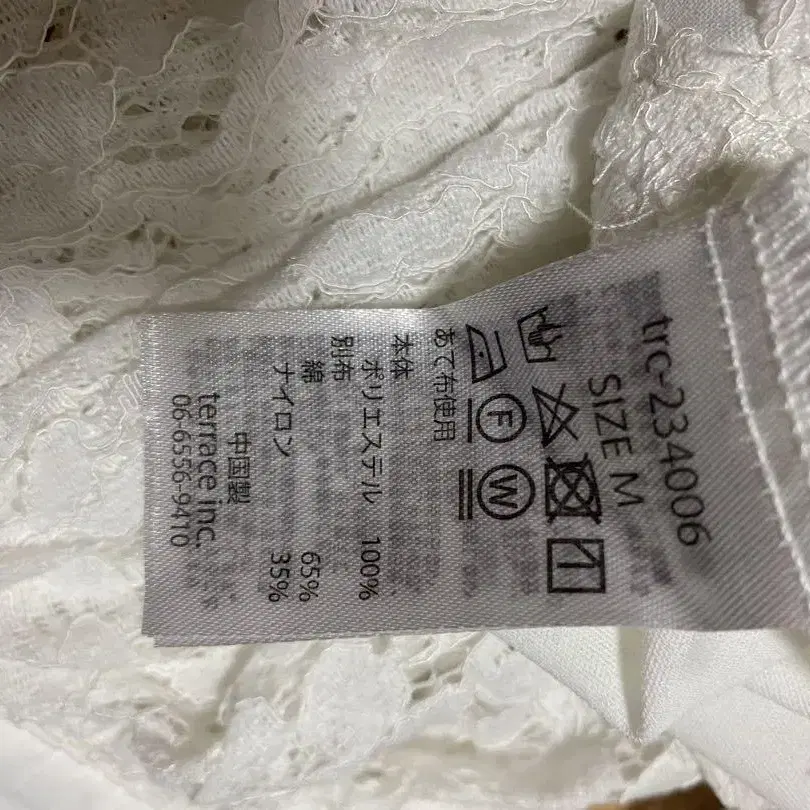 trc-234006
SIZE M
F W
あて布使用
本体
ポリエステル 100%
別布
綿 65%
ナイロン 35%
中国製
terrace inc.
06-6556-9410